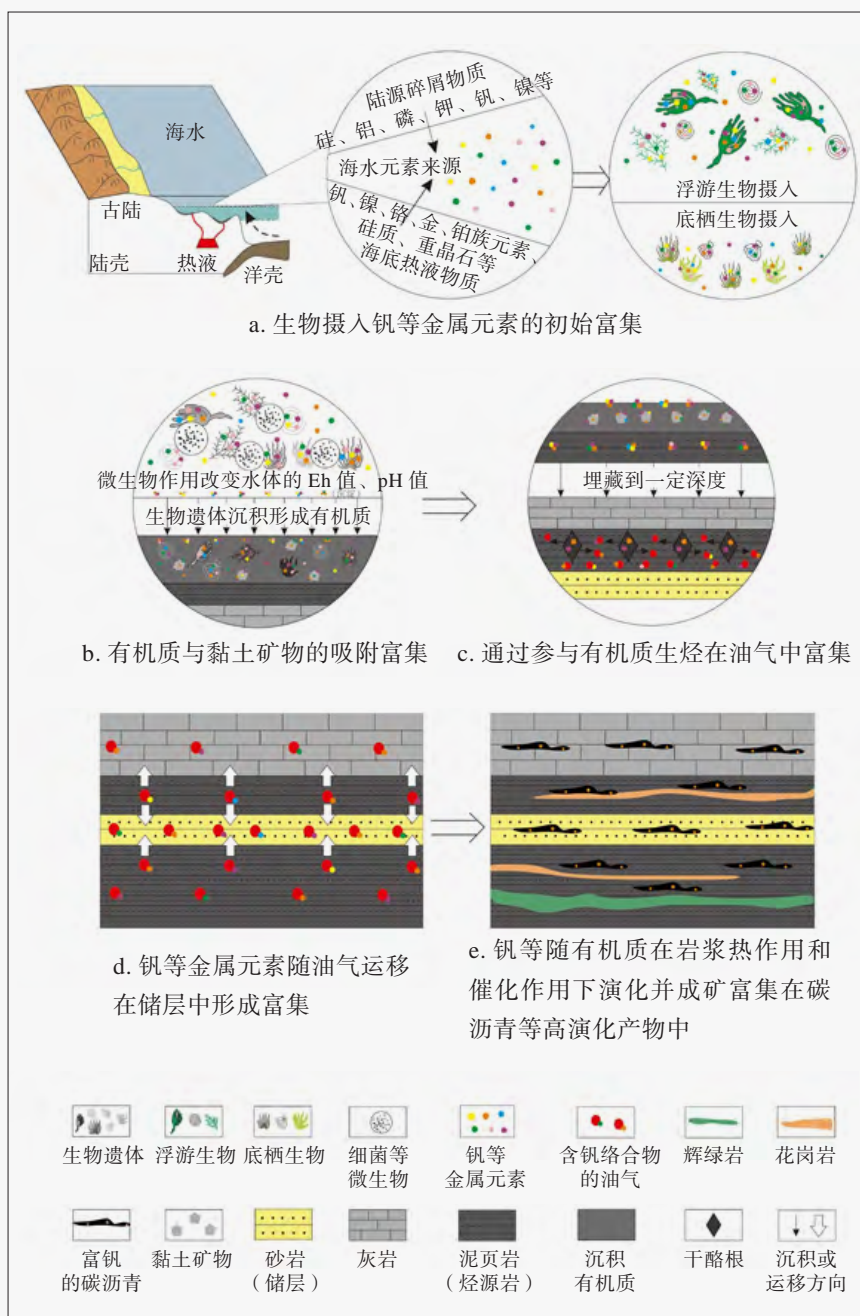 海水
古陆
陆壳
热液
洋壳
陆源碎屑物质
硅、铝、磷、钾、钒、镍等
海水元素来源
钒、镍、铬、金、铂族元素、
硅质、重晶石等
海底热液物质
浮游生物摄入
底栖生物摄入
a. 生物摄入钒等金属元素的初始富集
微生物作用改变水体的 Eh 值、pH 值
生物遗体沉积形成有机质
埋藏到一定深度
b. 有机质与黏土矿物的吸附富集
c. 通过参与有机质生烃在油气中富集
d. 钒等金属元素随油气运移
在储层中形成富集
e. 钒等随有机质在岩浆热作用和
催化作用下演化并成矿富集在碳
沥青等高演化产物中
生物遗体
浮游生物
底栖生物
细菌等
微生物
钒等
金属元素
含钒络合物
的油气
辉绿岩
花岗岩
富钒
的碳沥青
黏土矿物
砂岩
（储层）
灰岩
泥页岩
（烃源岩）
沉积
有机质
干酪根
沉积或
运移方向